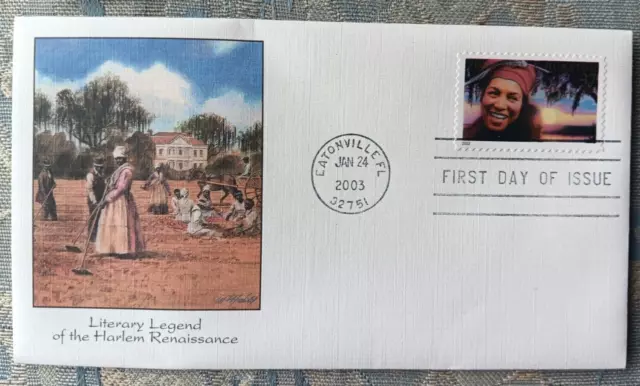 EATONVILLE, FL
JAN 24
2003
32751
FIRST DAY OF ISSUE
Literary Legend
of the Harlem Renaissance